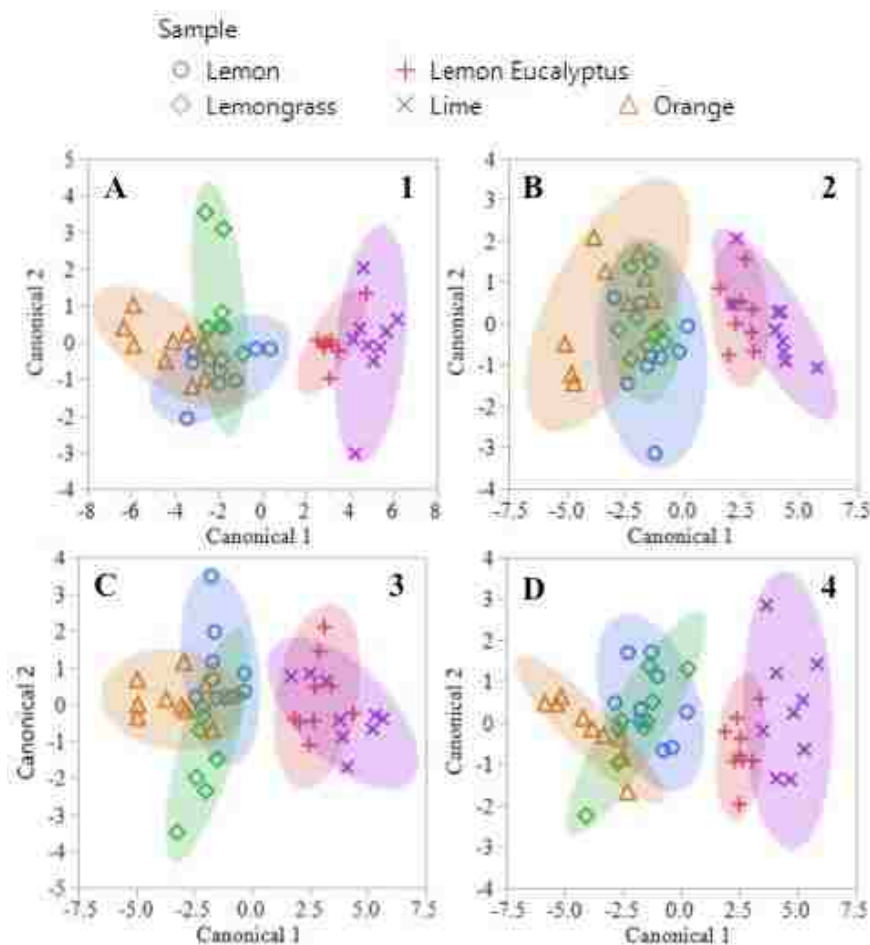 Sample
Lemon Lemon Eucalyptus
Lemongrass Lime Orange
A 1
5
4
3
2
1
0
-1
-2
-3
-4
Canonical 2
-8 -6 -4 -2 0 2 4 6 8
Canonical 1
B 2
4
3
2
1
0
-1
-2
-3
-4
Canonical 2
-7.5 -5.0 -2.5 0.0 2.5 5.0 7.5
Canonical 1
C 3
4
3
2
1
0
-1
-2
-3
-4
-5
Canonical 2
-7.5 -5.0 -2.5 0.0 2.5 5.0 7.5
Canonical 1
D 4
4
3
2
1
0
-1
-2
-3
-4
Canonical 2
-7.5 -5.0 -2.5 0.0 2.5 5.0 7.5
Canonical 1